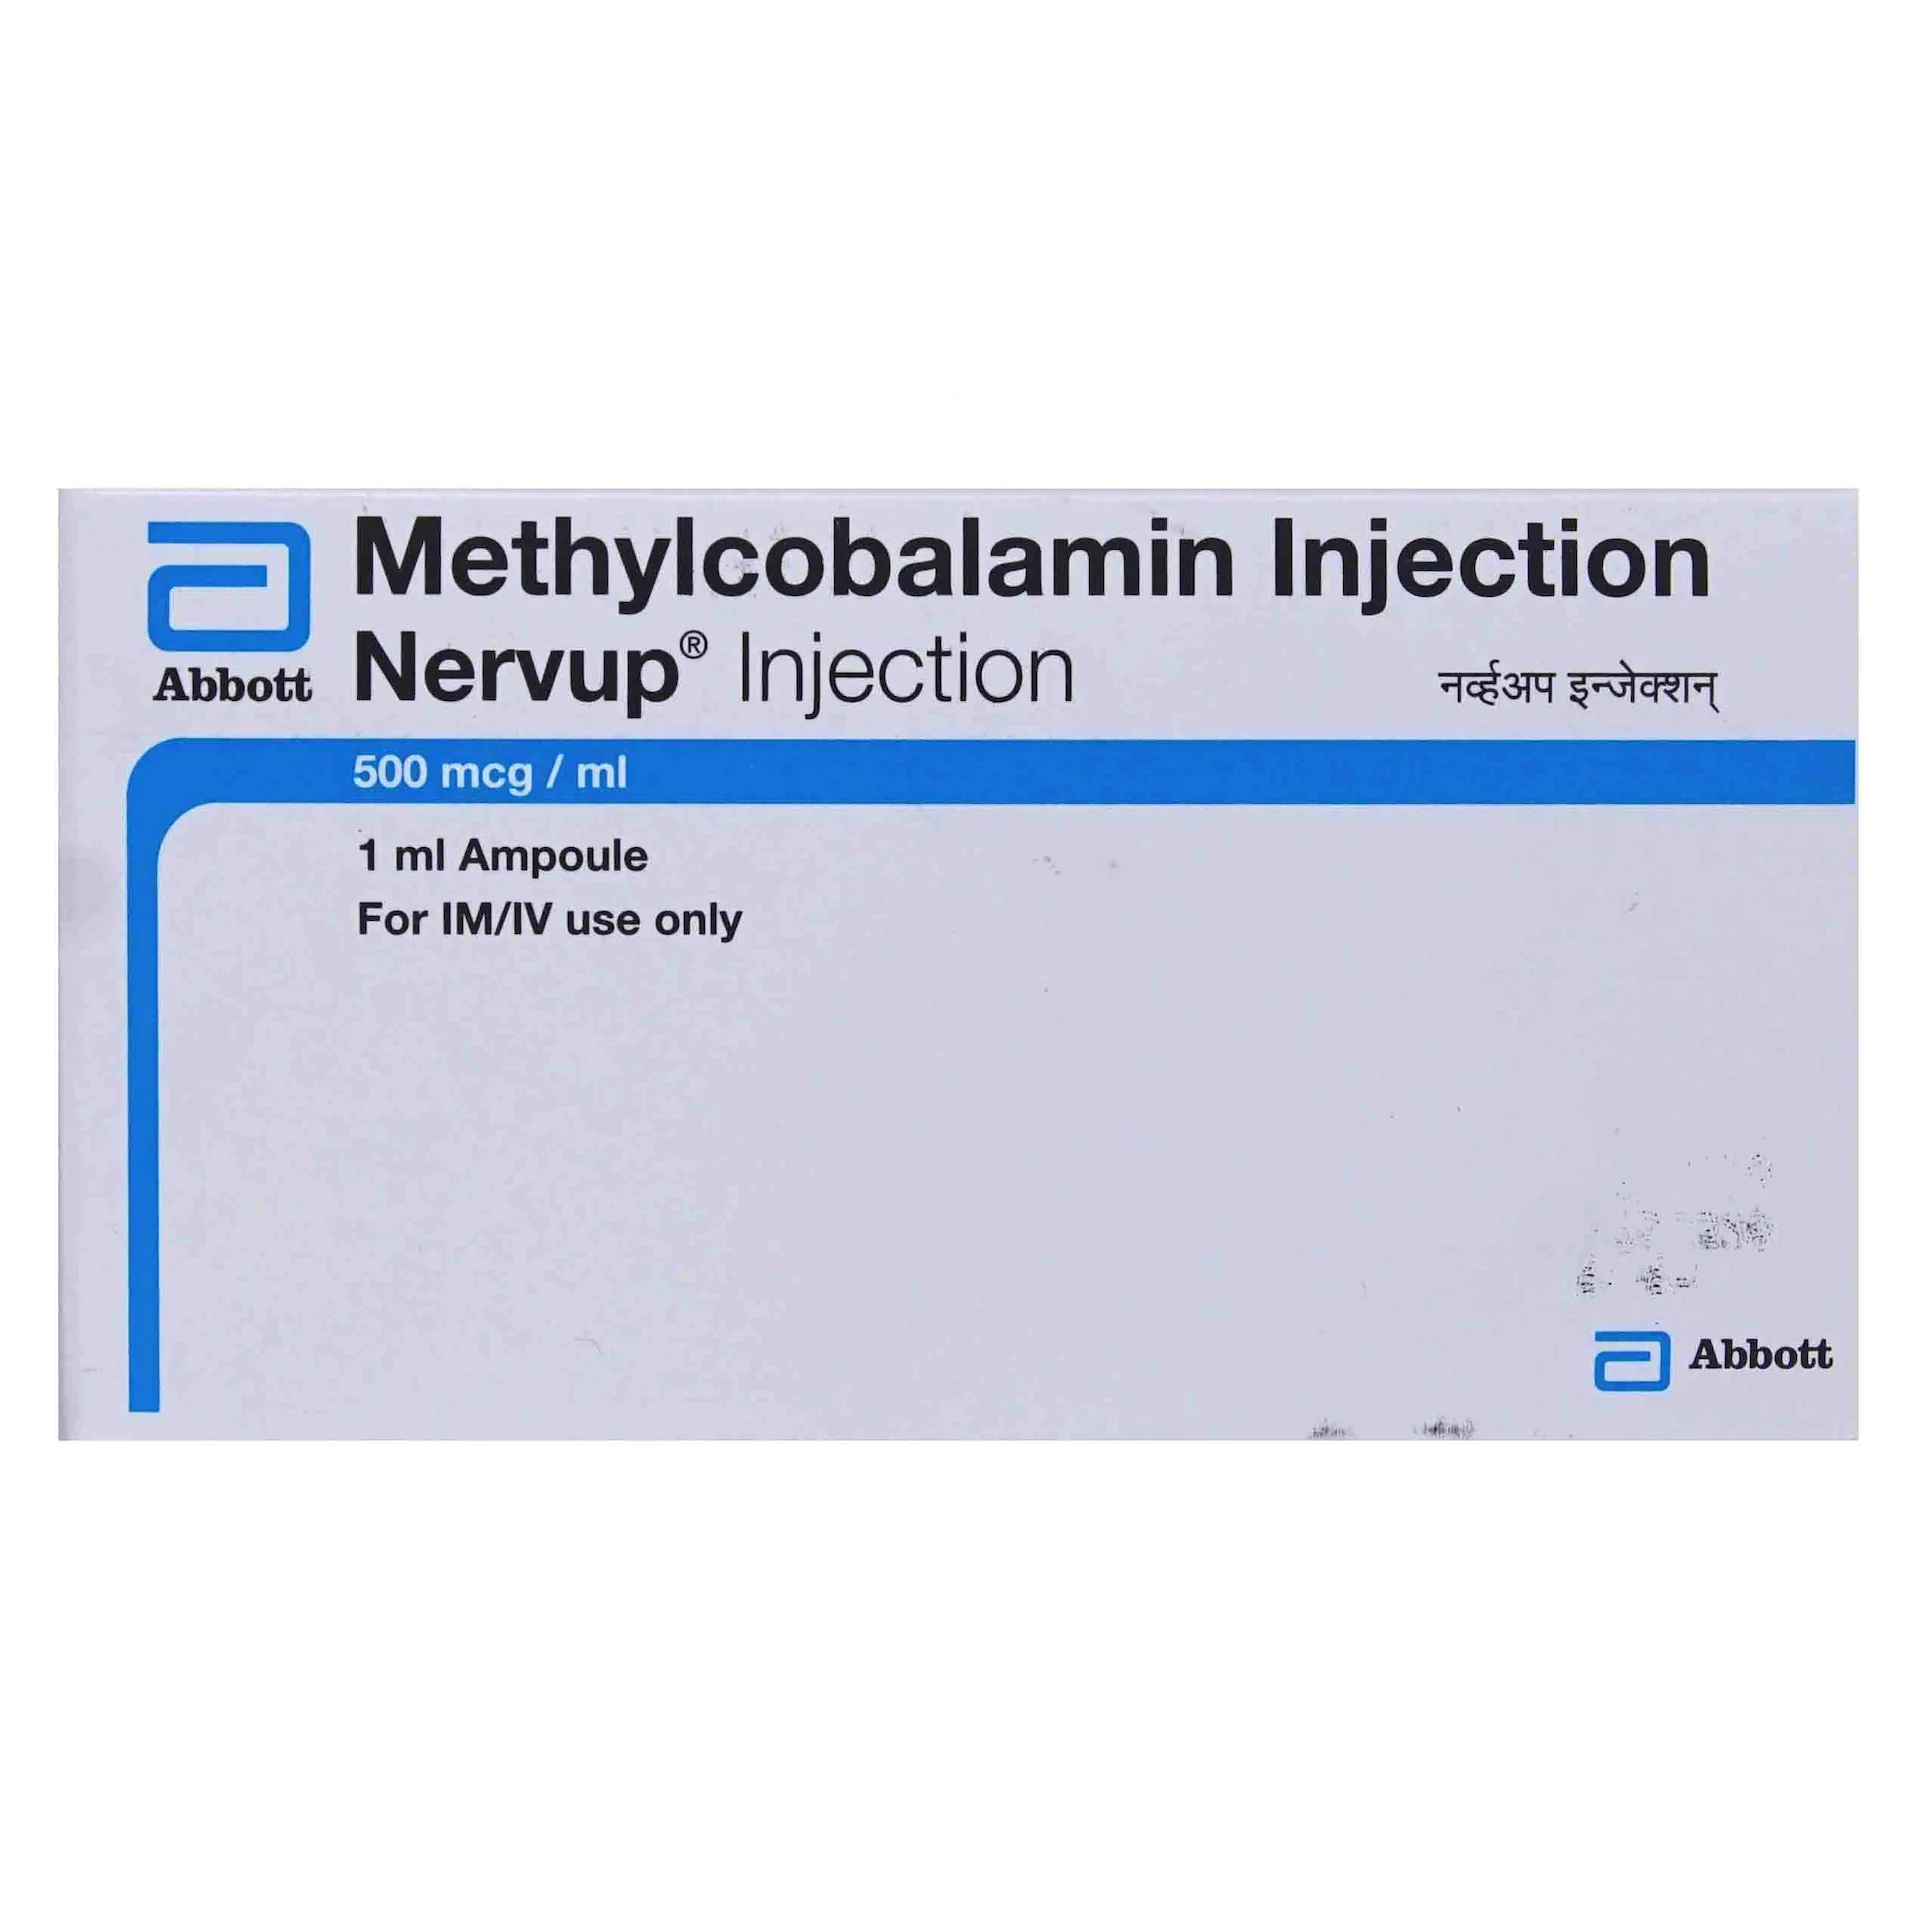 Methylcobalamin Injection
Nervup® Injection
नर्व्हअप इन्जेक्शन्
Abbott
500 mcg / ml
1 ml Ampoule
For IM/IV use only
Abbott